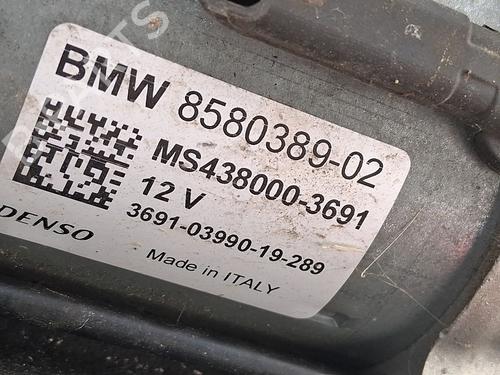 BMW 8580389-02
MS438000-3691
12 V
3691-03990-19-289
DENSO
Made in ITALY